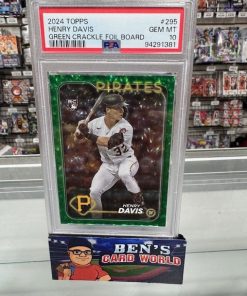 2024 TOPPS #295
HENRY DAVIS GEM MT
GREEN CRACKLE FOIL BOARD 10
PSA 94291381
PIRATES
RC
32
P
HENRY
DAVIS
BEN'S
CARD WORLD